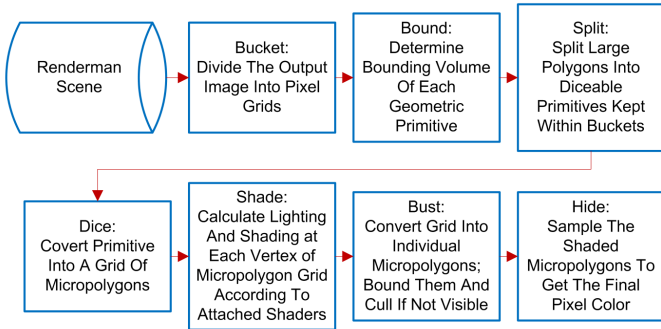 Renderman
Scene
Bucket:
Divide The Output
Image Into Pixel
Grids
Bound:
Determine
Bounding Volume
Of Each
Geometric
Primitive
Split:
Split Large
Polygons Into
Diceable
Primitives Kept
Within Buckets
Dice:
Covert Primitive
Into A Grid Of
Micropolygons
Shade:
Calculate Lighting
And Shading at
Each Vertex of
Micropolygon Grid
According To
Attached Shaders
Bust:
Convert Grid Into
Individual
Micropolygons;
Bound Them And
Cull If Not Visible
Hide:
Sample The
Shaded
Micropolygons To
Get The Final
Pixel Color